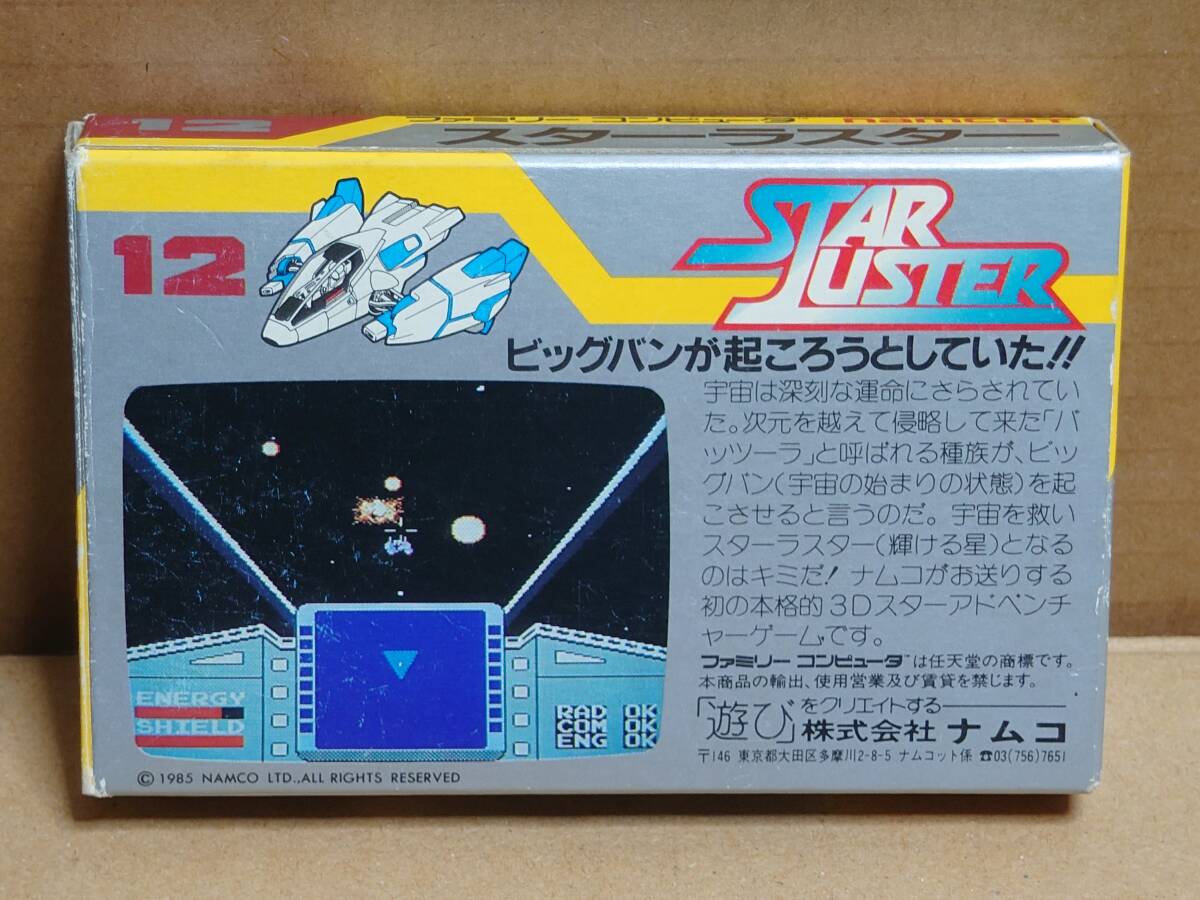 12 ファミリー コンピュータ™ namcot
スターラスター
12
STAR
LUSTER
ビッグバンが起ころうとしていた!!
宇宙は深刻な運命にさらされてい
た。次元を越えて侵略して来た「バ
ッツーラ」と呼ばれる種族が、ビッ
グバン(宇宙の始まりの状態)を起
こさせると言うのだ。宇宙を救い
スターラスター(輝ける星)となる
のはキミだ! ナムコがお送りする
初の本格的3Dスターアドベンチ
ャーゲームです。
ファミリー コンピュータ™は任天堂の商標です。
本商品の輸出、使用営業及び賃貸を禁じます。
「遊び」をクリエイトする
株式会社 ナムコ
〒146 東京都大田区多摩川2-8-5 ナムコット係 ☎03(756)7651
ENERGY
SHIELD
RAD OK
COM OK
ENG OK
©1985 NAMCO LTD.,ALL RIGHTS RESERVED